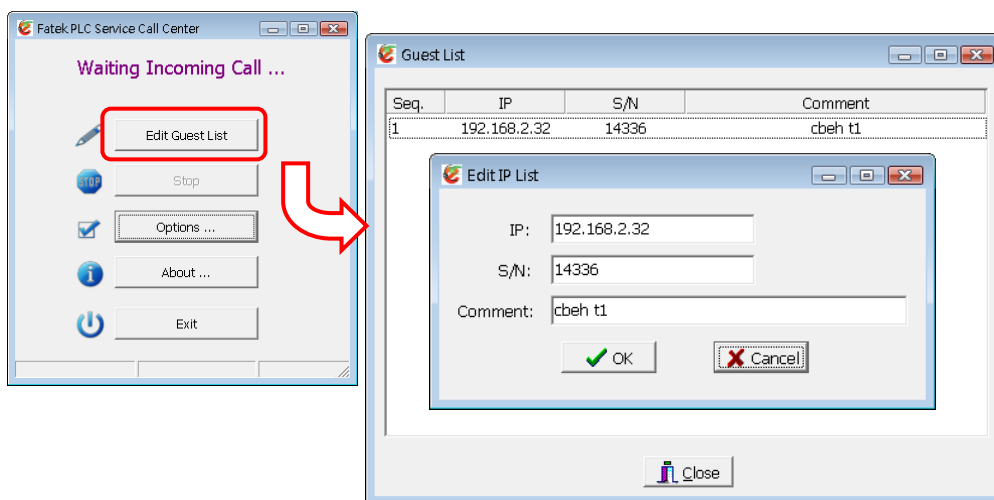 Fatek PLC Service Call Center
Waiting Incoming Call ...
Edit Guest List
STOP Stop
Options ...
About ...
Exit
Guest List
Seq. IP S/N Comment
1 192.168.2.32 14336 cbeh t1
Edit IP List
IP: 192.168.2.32
S/N: 14336
Comment: cbeh t1
OK Cancel
Close